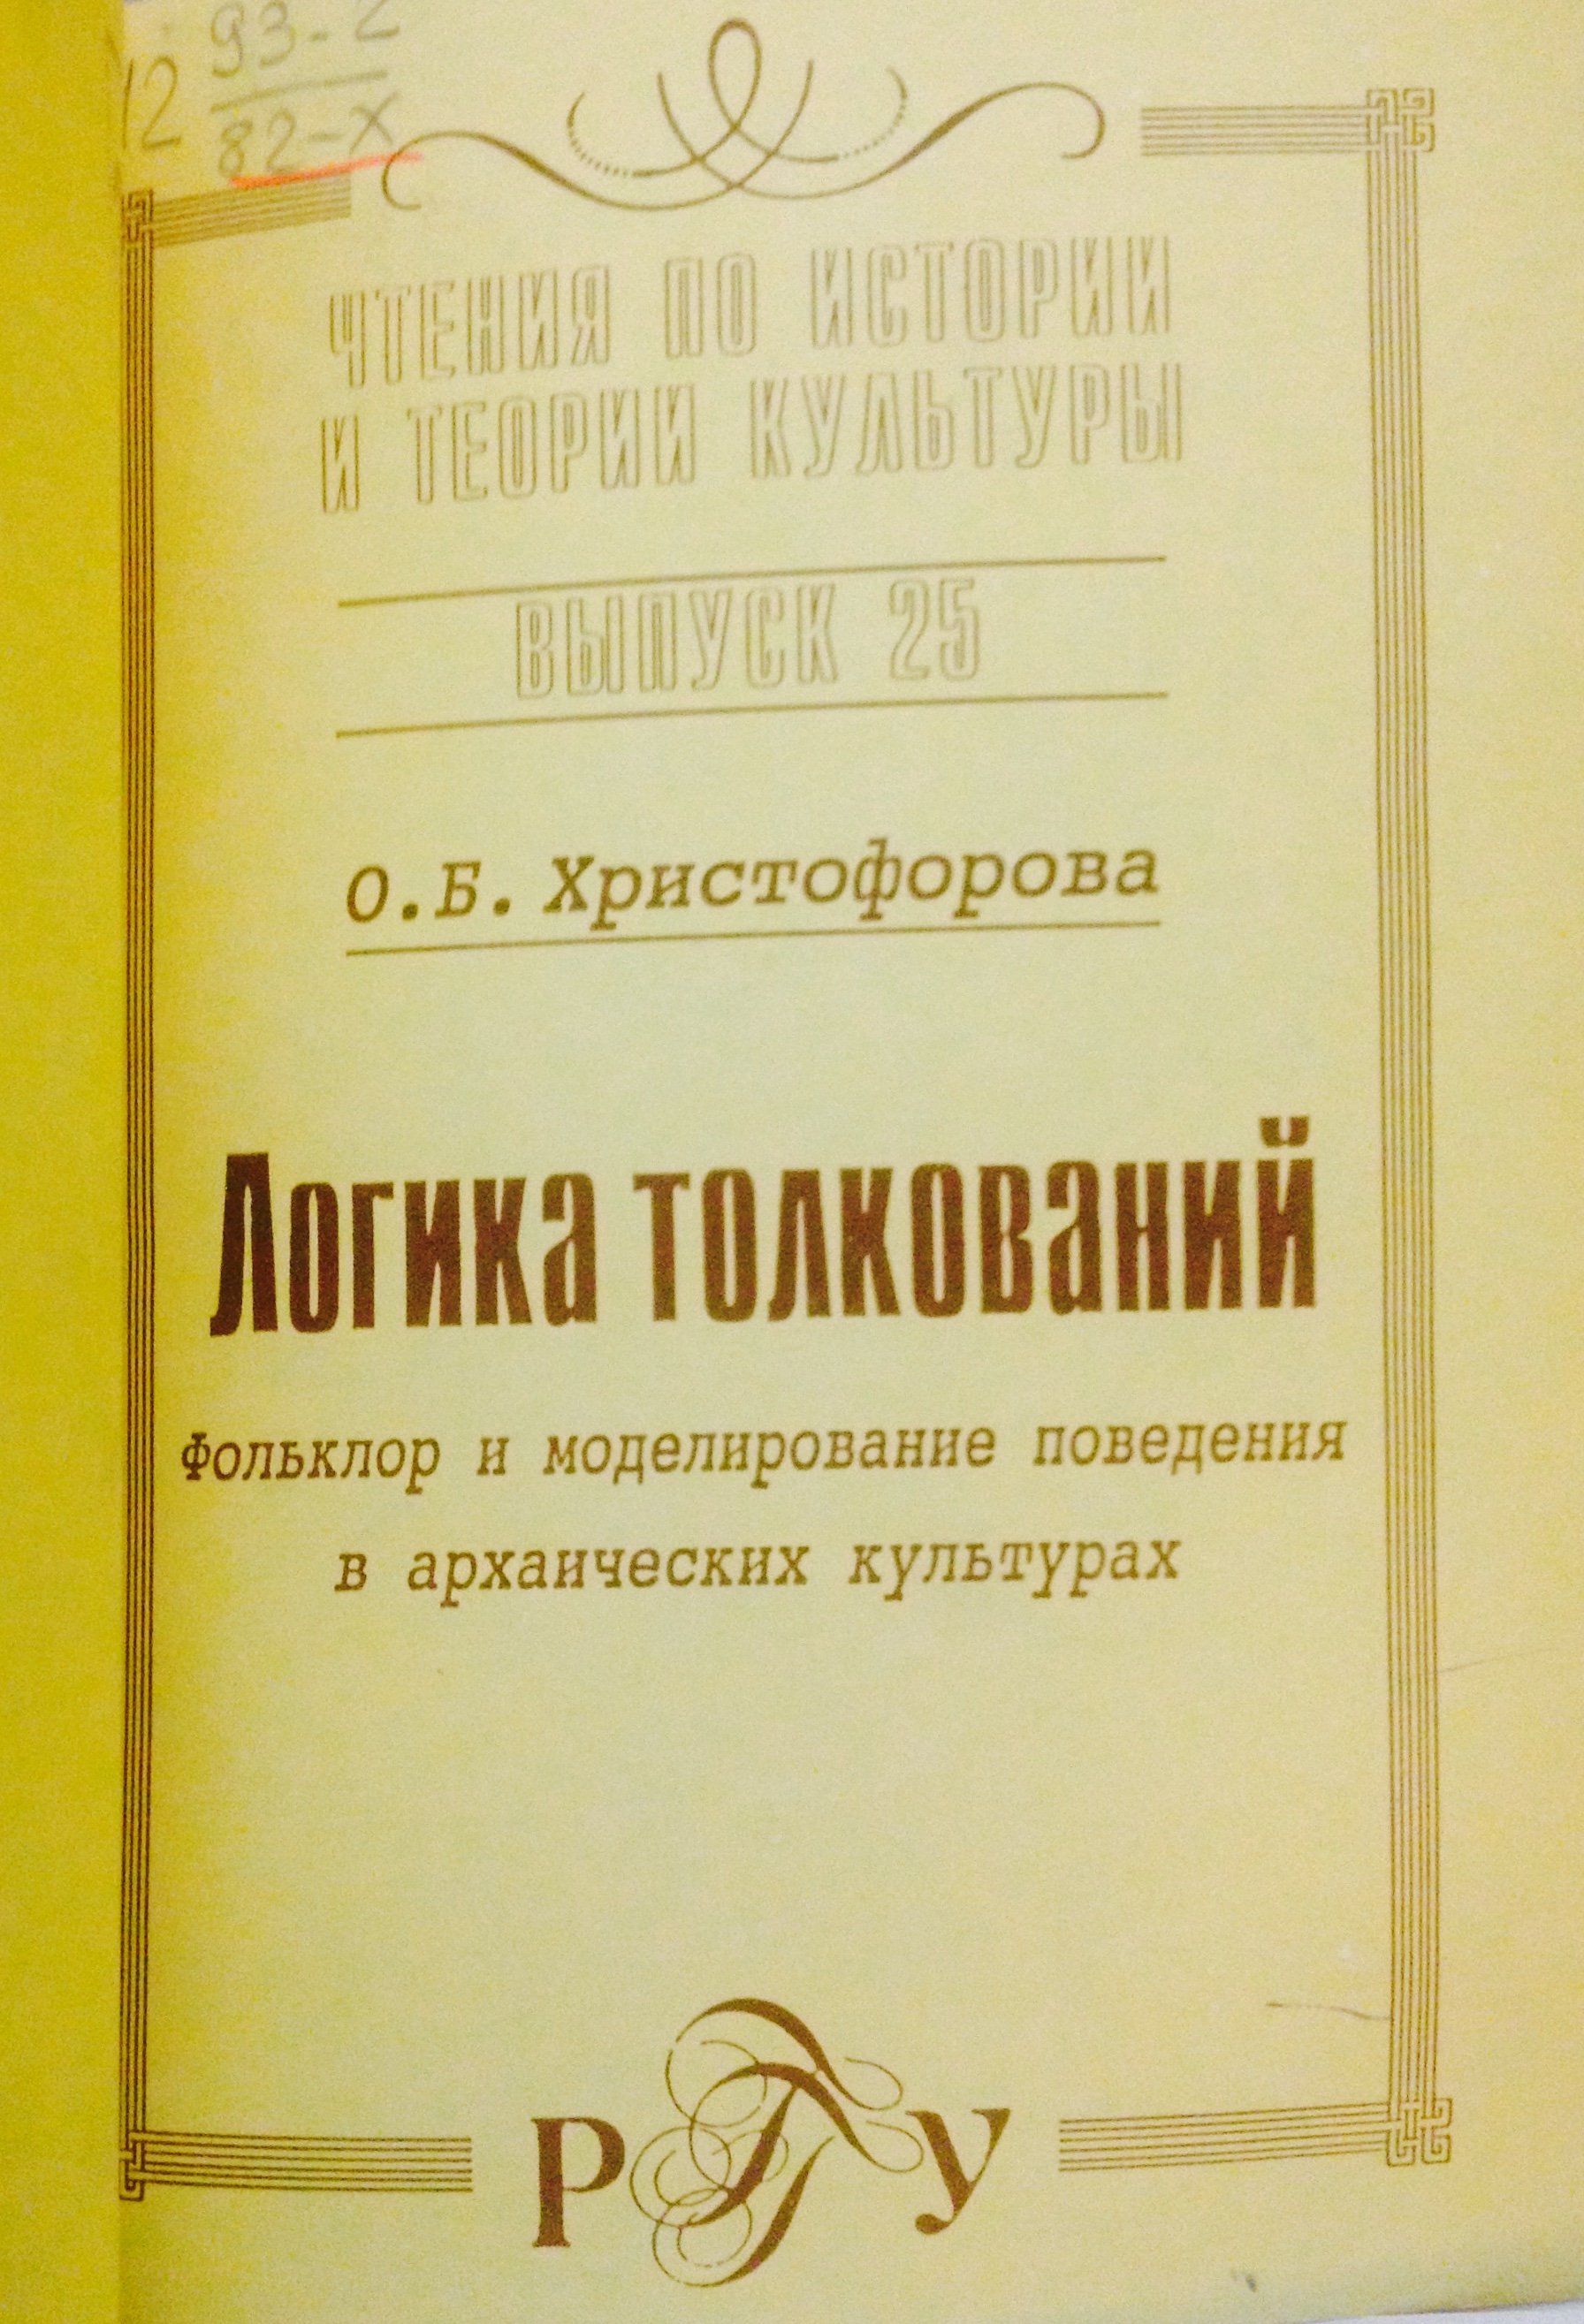 93-2
12
82-X
ЧТЕНИЯ ПО ИСТОРИИ
И ТЕОРИИ КУЛЬТУРЫ
ВЫПУСК 25
О.Б. Христофорова
Логика толкований
Фольклор и моделирование поведения
в архаических культурах
РГГУ